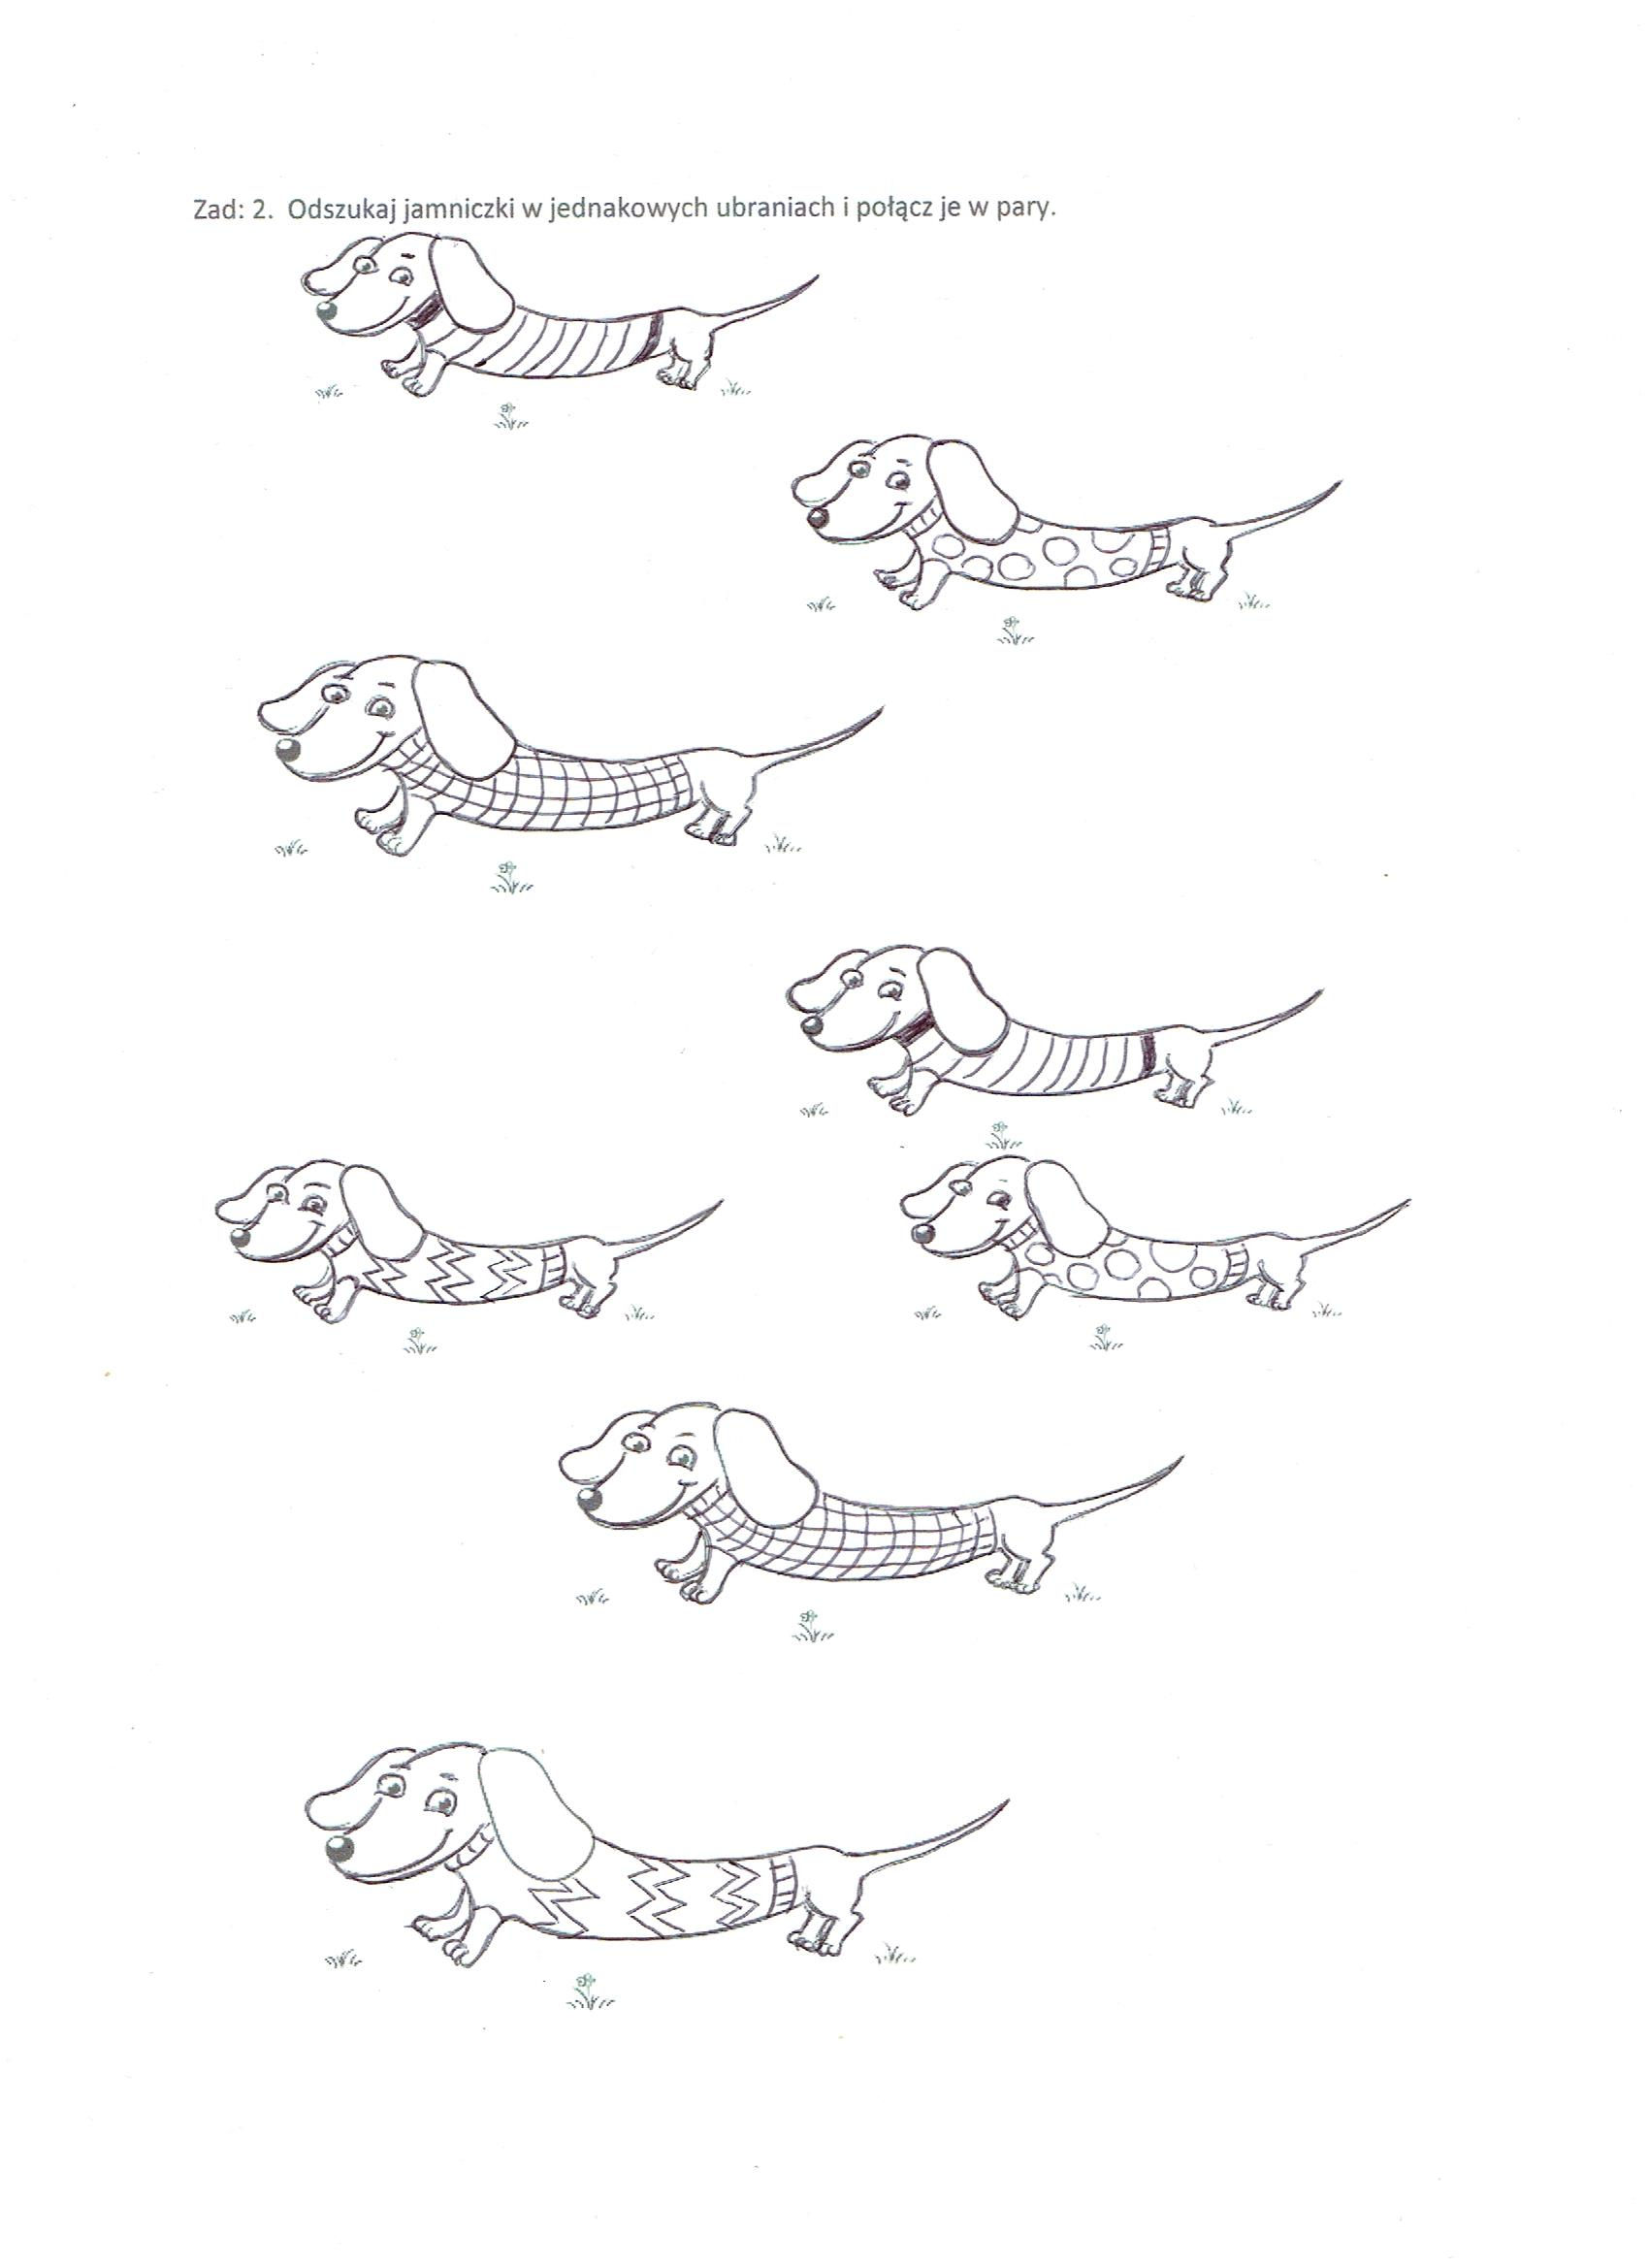 Zad: 2. Odszukaj jamniczki w jednakowych ubraniach i połącz je w pary.